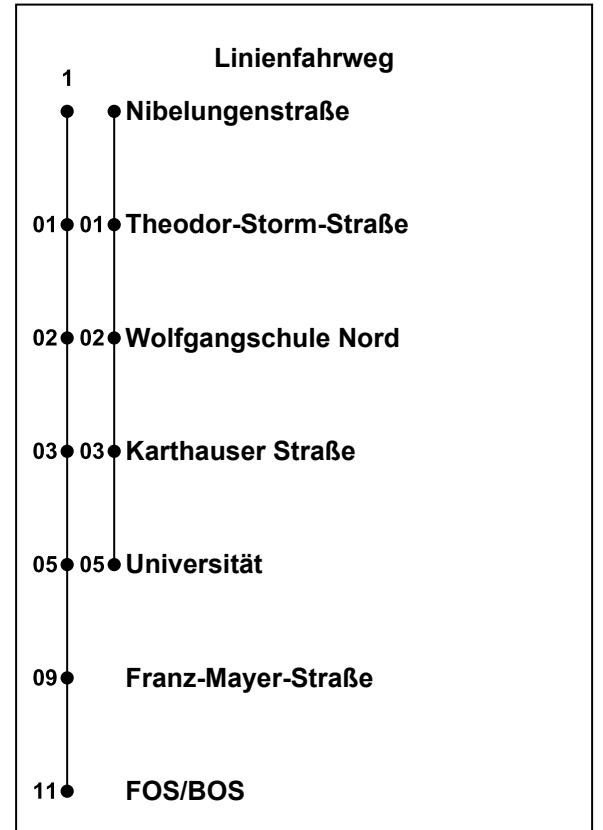 Linienfahrweg
1
Nibelungenstraße
01 01 Theodor-Storm-Straße
02 02 Wolfgangschule Nord
03 03 Karthauser Straße
05 05 Universität
09 Franz-Mayer-Straße
11 FOS/BOS